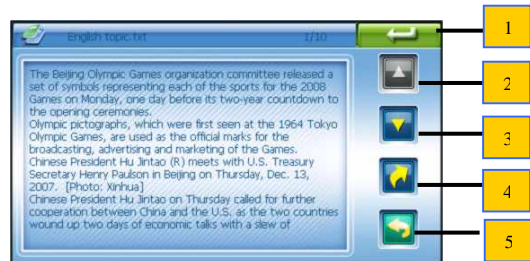 English topic.txt 1/10
The Beijing Olympic Games organization committee released a
set of symbols representing each of the sports for the 2008
Games on Monday, one day before its two-year countdown to
the opening ceremonies.
Olympic pictographs, which were first seen at the 1964 Tokyo
Olympic Games, are used as the official marks for the
broadcasting, advertising and marketing of the Games.
Chinese President Hu Jintao (R) meets with U.S. Treasury
Secretary Henry Paulson in Beijing on Thursday, Dec. 13,
2007. [Photo: Xinhua]
Chinese President Hu Jintao on Thursday called for further
cooperation between China and the U.S. as the two countries
wound up two days of economic talks with a slew of
1
2
3
4
5